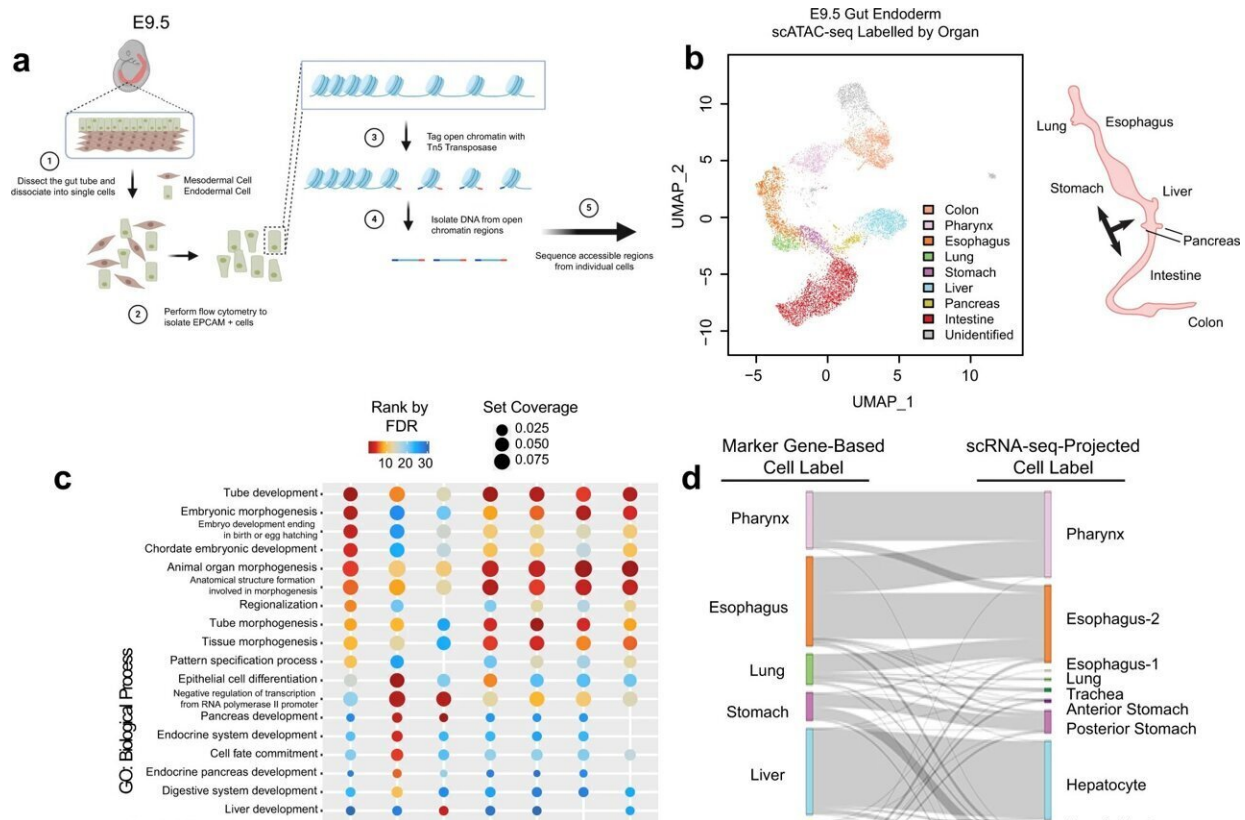 E9.5
a
1
Dissect the gut tube and
dissociate into single cells
Mesodermal Cell
Endodermal Cell
2
Perform flow cytometry to
isolate EPCAM + cells
3
Tag open chromatin with
Tn5 Transposase
4
Isolate DNA from open
chromatin regions
5
Sequence accessible regions
from individual cells
b
E9.5 Gut Endoderm
scATAC-seq Labelled by Organ
UMAP_2
10
5
0
−5
−10
−5
0
5
10
UMAP_1
Colon
Pharynx
Esophagus
Lung
Stomach
Liver
Pancreas
Intestine
Unidentified
Lung
Esophagus
Stomach
Liver
Pancreas
Intestine
Colon
c
Rank by
FDR
10 20 30
Set Coverage
0.025
0.050
0.075
GO: Biological Process
Tube development
Embryonic morphogenesis
Embryo development ending
in birth or egg hatching
Chordate embryonic development
Animal organ morphogenesis
Anatomical structure formation
involved in morphogenesis
Regionalization
Tube morphogenesis
Tissue morphogenesis
Pattern specification process
Epithelial cell differentiation
Negative regulation of transcription
from RNA polymerase II promoter
Pancreas development
Endocrine system development
Cell fate commitment
Endocrine pancreas development
Digestive system development
Liver development
d
Marker Gene-Based
Cell Label
scRNA-seq-Projected
Cell Label
Pharynx
Esophagus
Lung
Stomach
Liver
Pharynx
Esophagus-2
Esophagus-1
Lung
Trachea
Anterior Stomach
Posterior Stomach
Hepatocyte